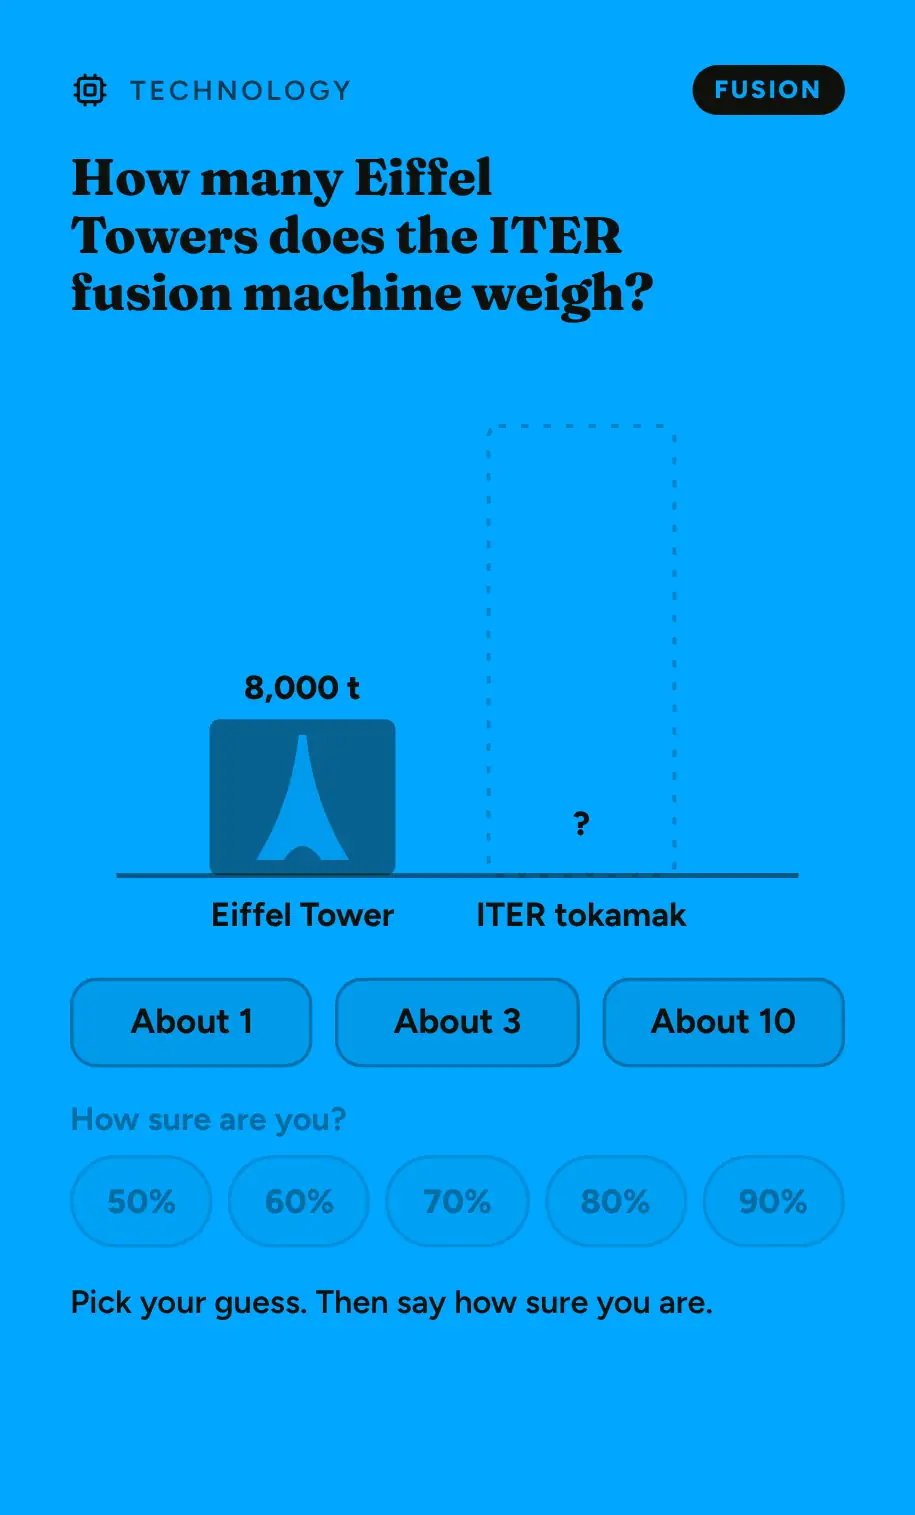 TECHNOLOGY
FUSION
How many Eiffel
Towers does the ITER
fusion machine weigh?
8,000 t
?
Eiffel Tower
ITER tokamak
About 1
About 3
About 10
How sure are you?
50%
60%
70%
80%
90%
Pick your guess. Then say how sure you are.